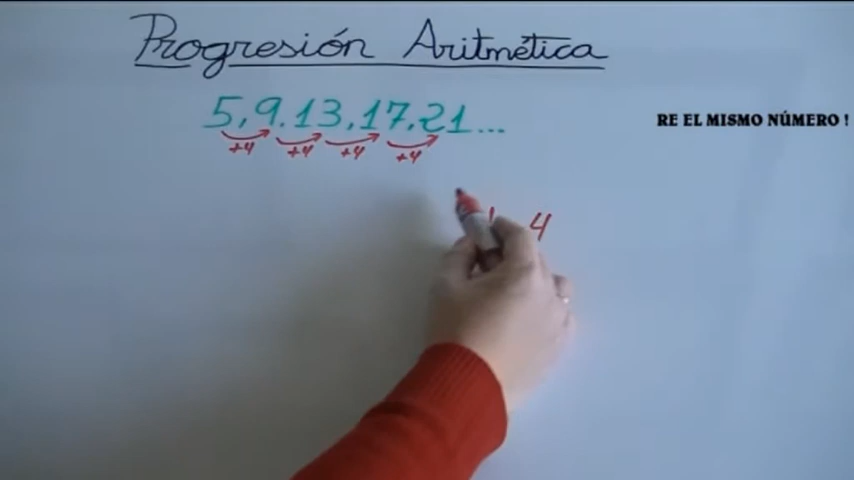 Progresión Aritmética
5, 9. 13, 17, 21...
+4 +4 +4 +4
RE EL MISMO NÚMERO !
4